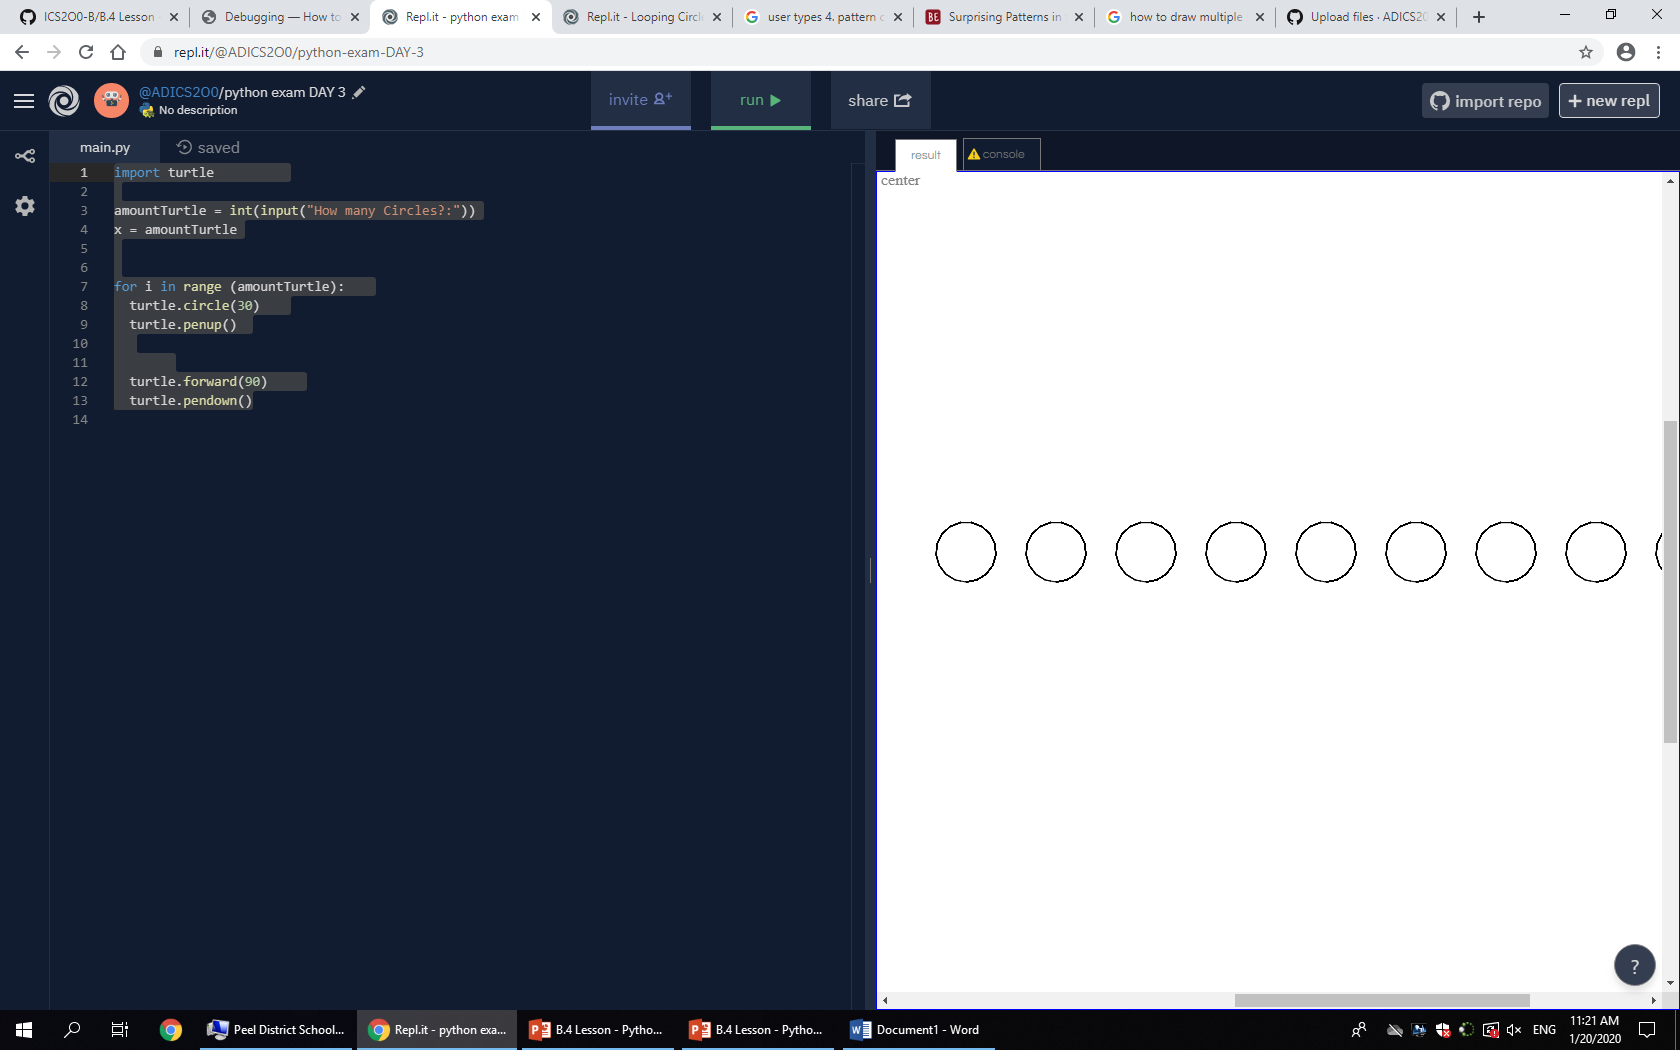 ICS2O0-B/B.4 Lesson
Debugging — How to
Repl.it - python exam
Repl.it - Looping Circl
user types 4. pattern
Surprising Patterns in
how to draw multiple
Upload files · ADICS2
repl.it/@ADICS2O0/python-exam-DAY-3
@ADICS2O0/python exam DAY 3
No description
invite
run
share
import repo
+ new repl
main.py
saved
result
console
1 import turtle
2
3 amountTurtle = int(input("How many Circles?:"))
4 x = amountTurtle
5
6
7 for i in range (amountTurtle):
8 turtle.circle(30)
9 turtle.penup()
10
11
12 turtle.forward(90)
13 turtle.pendown()
14
center
?
Peel District School...
Repl.it - python exa...
B.4 Lesson - Pytho...
B.4 Lesson - Pytho...
Document1 - Word
ENG
11:21 AM
1/20/2020